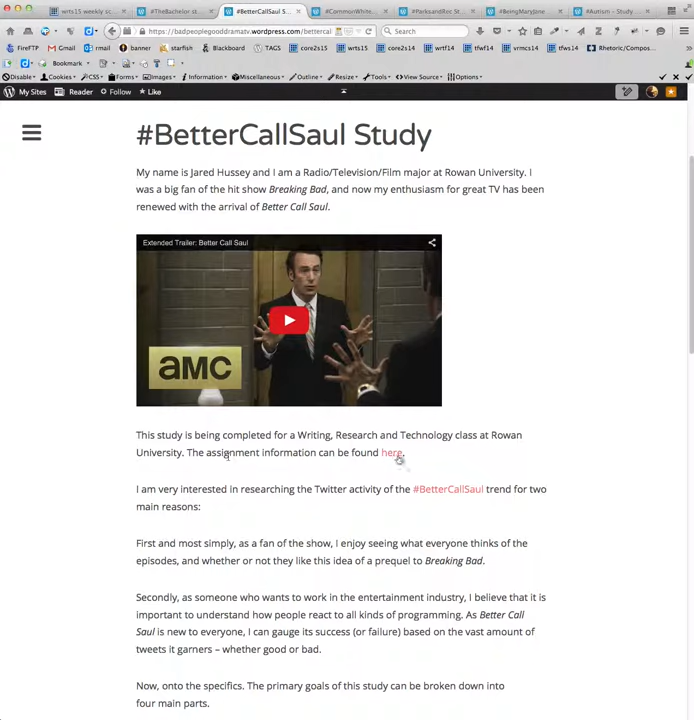 wrts15 weekly sc
#TheBachelor st
#BetterCallSaul S...
#CommonWhite...
#ParksandRec St
#BeingMaryJane
#Autism – Study
https://badpeoplegooddramatv.wordpress.com/bettercal
Search
FireFTP
Gmail
rmail
banner
starfish
Blackboard
TAGS
core2s15
wrts15
core1f14
wrtf14
tfwf14
vrmcs14
tfws14
Rhetoric/Compos...
Bookmark
Disable
Cookies
CSS
Forms
Images
Information
Miscellaneous
Outline
Resize
Tools
View Source
Options
My Sites
Reader
Follow
Like
#BetterCallSaul Study
My name is Jared Hussey and I am a Radio/Television/Film major at Rowan University. I
was a big fan of the hit show Breaking Bad, and now my enthusiasm for great TV has been
renewed with the arrival of Better Call Saul.
Extended Trailer: Better Call Saul
amc
This study is being completed for a Writing, Research and Technology class at Rowan
University. The assignment information can be found here.
I am very interested in researching the Twitter activity of the #BetterCallSaul trend for two
main reasons:
First and most simply, as a fan of the show, I enjoy seeing what everyone thinks of the
episodes, and whether or not they like this idea of a prequel to Breaking Bad.
Secondly, as someone who wants to work in the entertainment industry, I believe that it is
important to understand how people react to all kinds of programming. As Better Call
Saul is new to everyone, I can gauge its success (or failure) based on the vast amount of
tweets it garners – whether good or bad.
Now, onto the specifics. The primary goals of this study can be broken down into
four main parts.